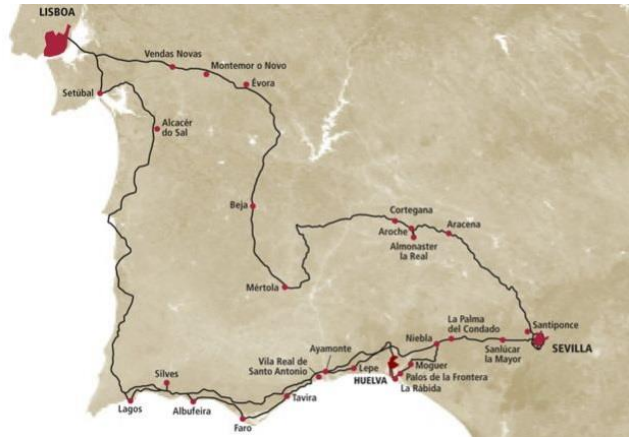 LISBOA
Vendas Novas
Montemor o Novo
Évora
Setúbal
Alcacér
do Sal
Beja
Cortegana
Aroche
Aracena
Almonaster
la Real
Mértola
La Palma
del Condado
Santiponce
Niebla
SEVILLA
Sanlúcar
la Mayor
Ayamonte
Vila Real de
Santo Antonio
Lepe
Moguer
HUELVA
Palos de la Frontera
La Rábida
Silves
Tavira
Lagos
Albufeira
Faro